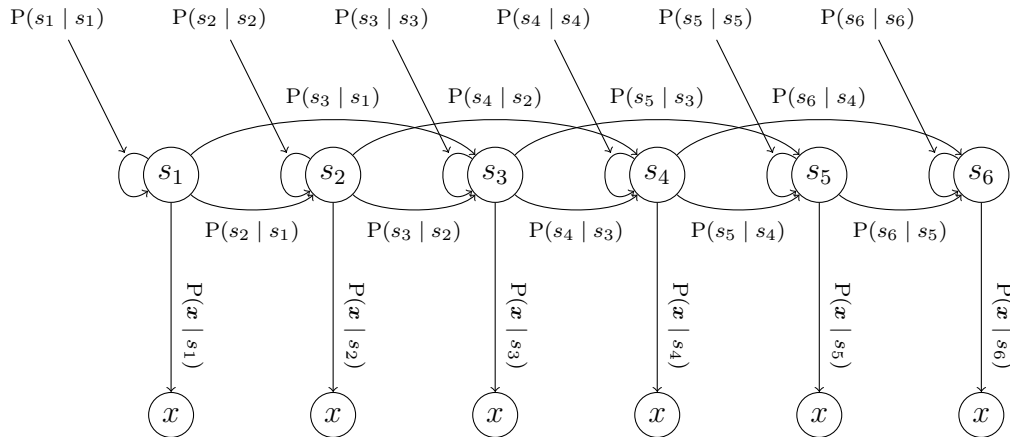 P(s₁ | s₁) P(s₂ | s₂) P(s₃ | s₃) P(s₄ | s₄) P(s₅ | s₅) P(s₆ | s₆)
P(s₃ | s₁) P(s₄ | s₂) P(s₅ | s₃) P(s₆ | s₄)
s₁ s₂ s₃ s₄ s₅ s₆
P(s₂ | s₁) P(s₃ | s₂) P(s₄ | s₃) P(s₅ | s₄) P(s₆ | s₅)
P(x | s₁) P(x | s₂) P(x | s₃) P(x | s₄) P(x | s₅) P(x | s₆)
x x x x x x